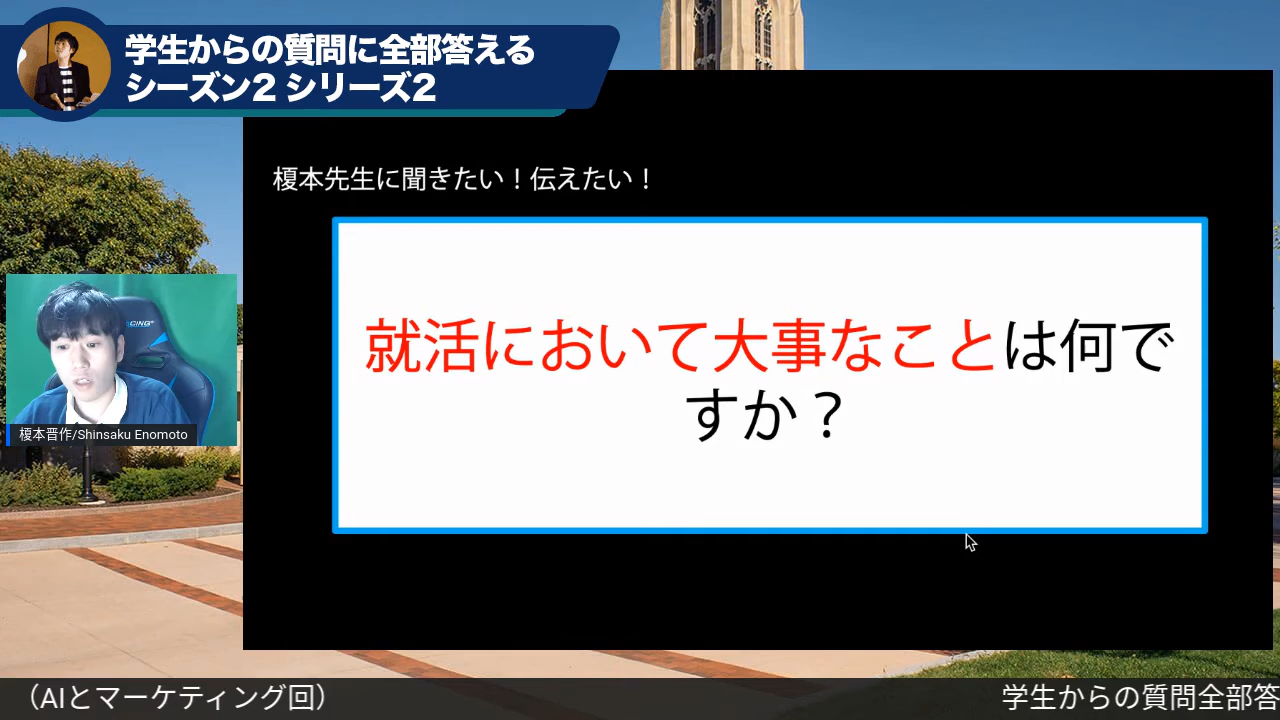 学生からの質問に全部答える
シーズン2 シリーズ2
榎本先生に聞きたい！伝えたい！
就活において大事なことは何で
すか？
CING
榎本晋作/Shinsaku Enomoto
（AIとマーケティング回）
学生からの質問全部答